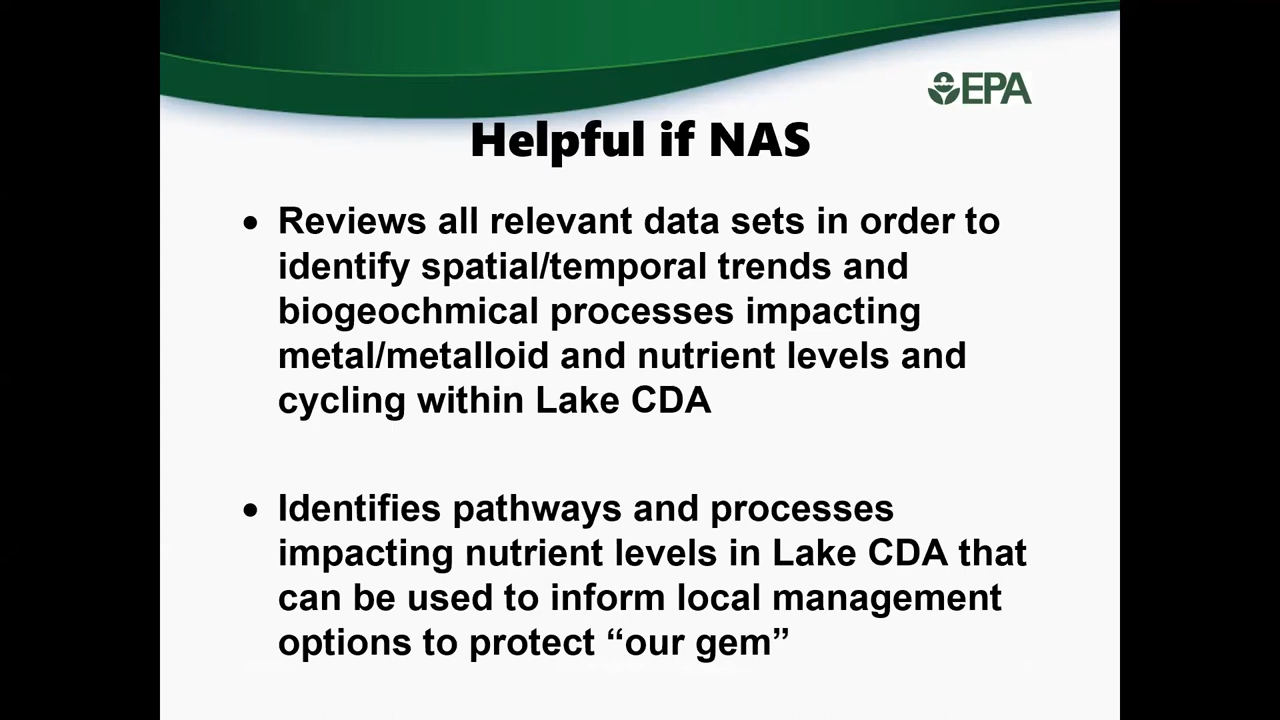 EPA
Helpful if NAS
• Reviews all relevant data sets in order to
identify spatial/temporal trends and
biogeochmical processes impacting
metal/metalloid and nutrient levels and
cycling within Lake CDA
• Identifies pathways and processes
impacting nutrient levels in Lake CDA that
can be used to inform local management
options to protect “our gem”